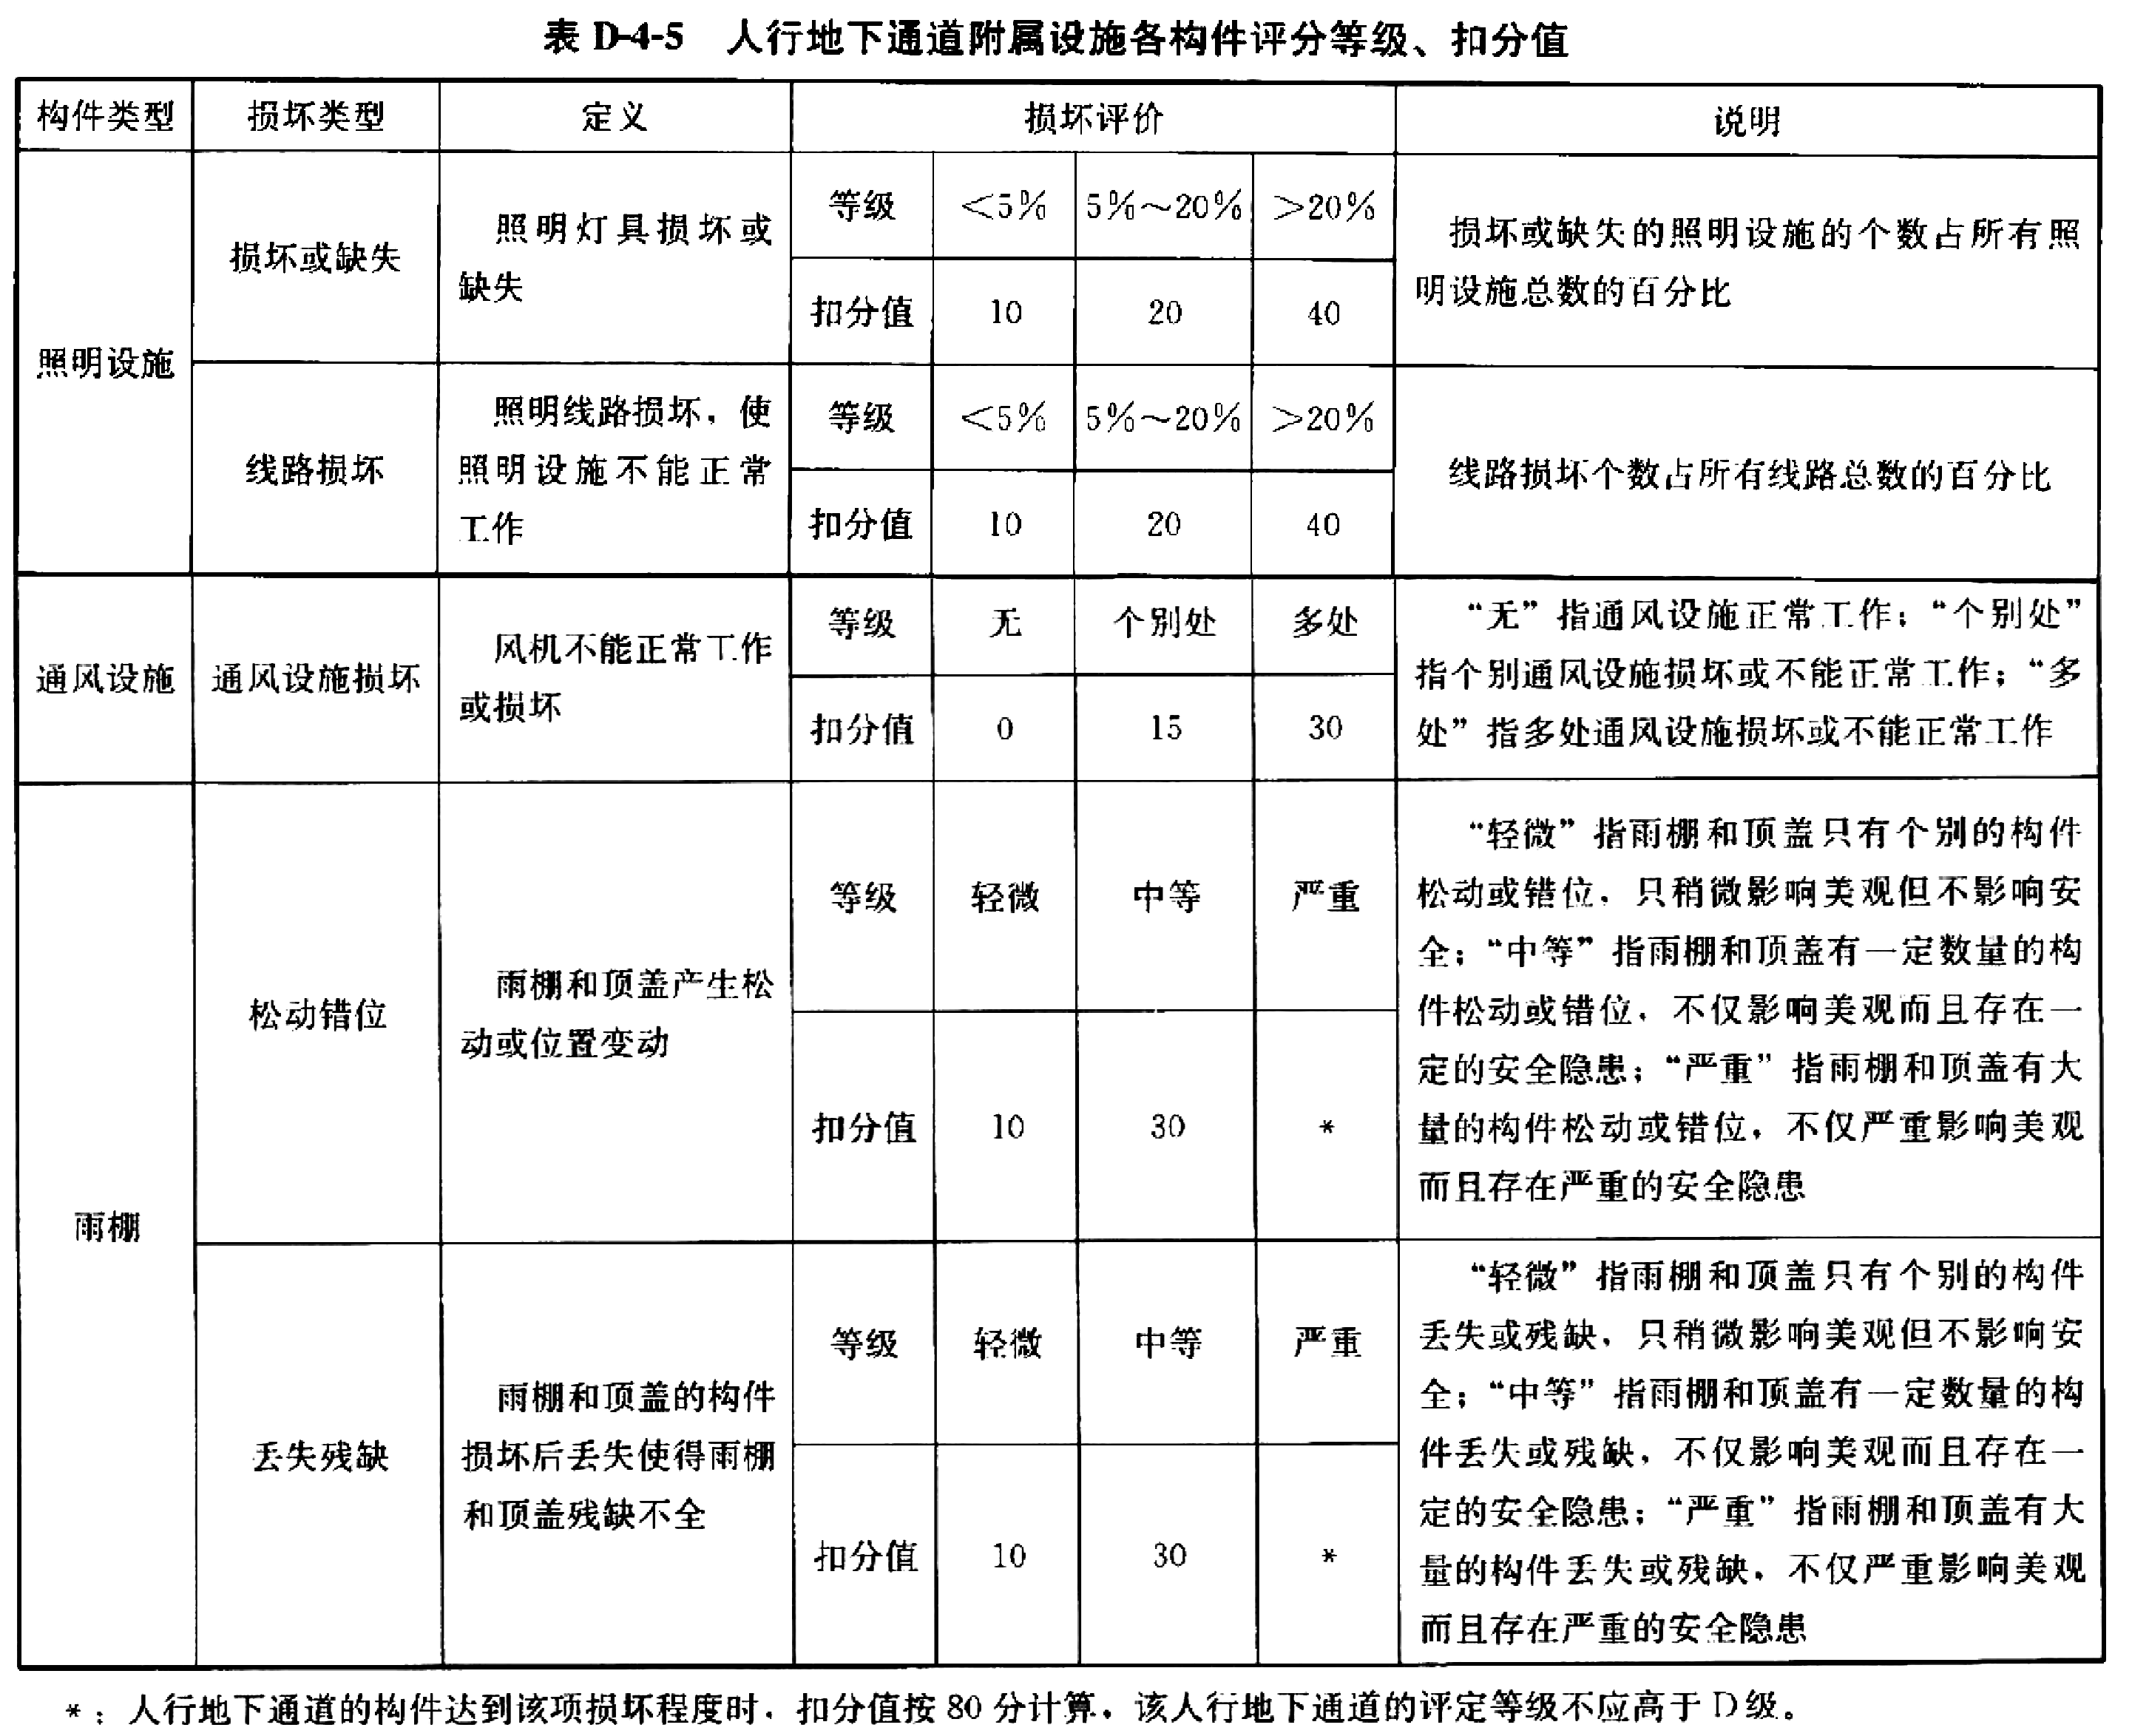 表 D-4-5 人行地下通道附属设施各构件评分等级、扣分值
构件类型 损坏类型 定义 损坏评价 说明
照明设施
损坏或缺失
照明灯具损坏或
缺失
等级 <5% 5%～20% >20%
扣分值 10 20 40
损坏或缺失的照明设施的个数占所有照
明设施总数的百分比
线路损坏
照明线路损坏，使
照明设施不能正常
工作
等级 <5% 5%～20% >20%
扣分值 10 20 40
线路损坏个数占所有线路总数的百分比
通风设施
通风设施损坏
风机不能正常工作
或损坏
等级 无 个别处 多处
扣分值 0 15 30
“无”指通风设施正常工作；“个别处”
指个别通风设施损坏或不能正常工作；“多
处”指多处通风设施损坏或不能正常工作
雨棚
松动错位
雨棚和顶盖产生松
动或位置变动
等级 轻微 中等 严重
扣分值 10 30 *
“轻微”指雨棚和顶盖只有个别的构件
松动或错位，只稍微影响美观但不影响安
全；“中等”指雨棚和顶盖有一定数量的构
件松动或错位，不仅影响美观而且存在一
定的安全隐患；“严重”指雨棚和顶盖有大
量的构件松动或错位，不仅严重影响美观
而且存在严重的安全隐患
丢失残缺
雨棚和顶盖的构件
损坏后丢失使得雨棚
和顶盖残缺不全
等级 轻微 中等 严重
扣分值 10 30 *
“轻微”指雨棚和顶盖只有个别的构件
丢失或残缺，只稍微影响美观但不影响安
全；“中等”指雨棚和顶盖有一定数量的构
件丢失或残缺，不仅影响美观而且存在一
定的安全隐患；“严重”指雨棚和顶盖有大
量的构件丢失或残缺，不仅严重影响美观
而且存在严重的安全隐患
*：人行地下通道的构件达到该项损坏程度时，扣分值按 80 分计算，该人行地下通道的评定等级不应高于 D 级。